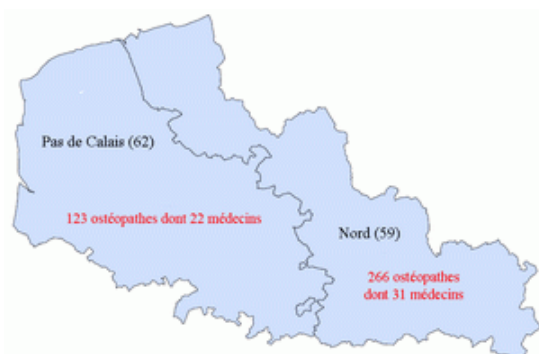 Pas de Calais (62)
123 ostéopathes dont 22 médecins
Nord (59)
266 ostéopathes
dont 31 médecins